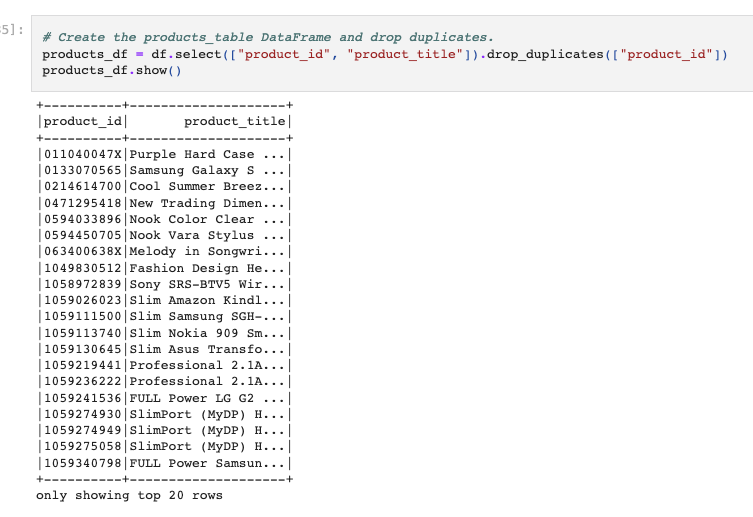 5]:
# Create the products_table DataFrame and drop duplicates.
products_df = df.select(["product_id", "product_title"]).drop_duplicates(["product_id"])
products_df.show()
+----------+--------------------+
|product_id|       product_title|
+----------+--------------------+
|011040047X|Purple Hard Case ...|
|0133070565|Samsung Galaxy S ...|
|0214614700|Cool Summer Breez...|
|0471295418|New Trading Dimen...|
|0594033896|Nook Color Clear ...|
|0594450705|Nook Vara Stylus ...|
|063400638X|Melody in Songwri...|
|1049830512|Fashion Design He...|
|1058972839|Sony SRS-BTV5 Wir...|
|1059026023|Slim Amazon Kindl...|
|1059111500|Slim Samsung SGH-...|
|1059113740|Slim Nokia 909 Sm...|
|1059130645|Slim Asus Transfo...|
|1059219441|Professional 2.1A...|
|1059236222|Professional 2.1A...|
|1059241536|FULL Power LG G2 ...|
|1059274930|SlimPort (MyDP) H...|
|1059274949|SlimPort (MyDP) H...|
|1059275058|SlimPort (MyDP) H...|
|1059340798|FULL Power Samsun...|
+----------+--------------------+
only showing top 20 rows